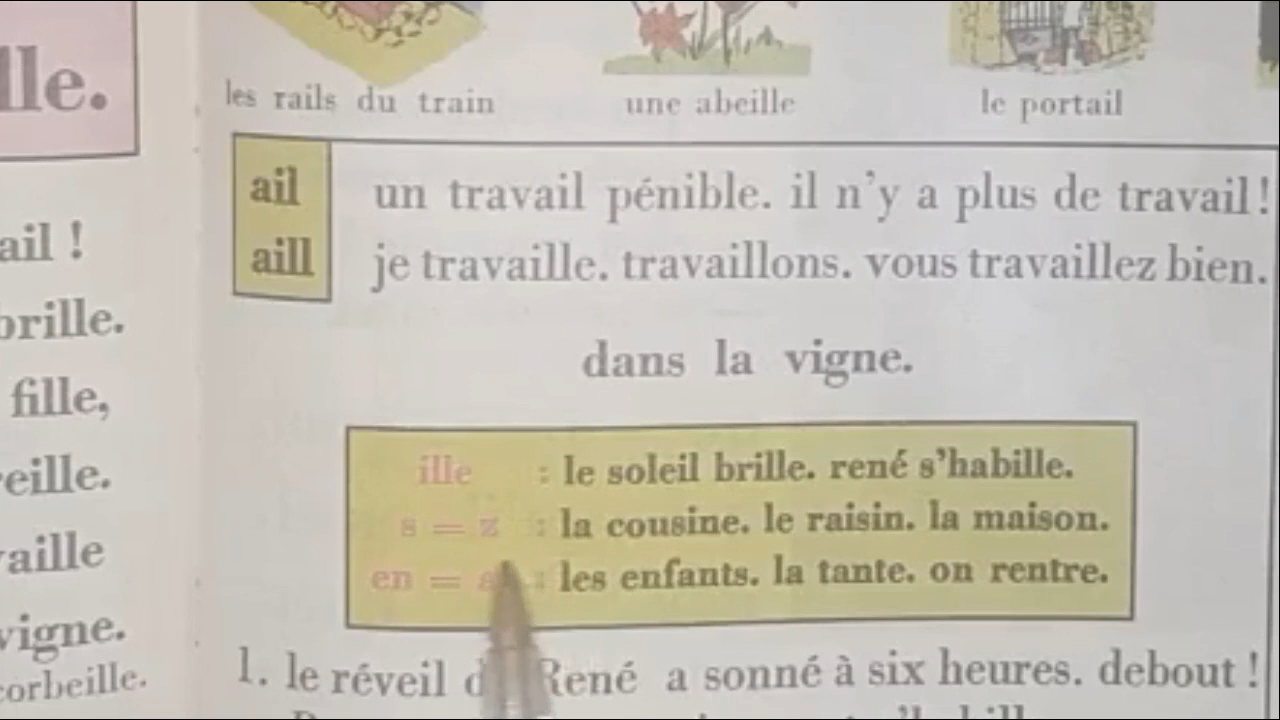 lle.
les rails du train
une abeille
le portail
ail un travail pénible. il n'y a plus de travail!
aill je travaille. travaillons. vous travaillez bien.
ail !
brille.
fille,
reille.
vaille
vigne.
corbeille.
dans la vigne.
ille : le soleil brille. rené s'habille.
s = z : la cousine. le raisin. la maison.
en = : les enfants. la tante. on rentre.
1. le réveil René a sonné à six heures. debout !